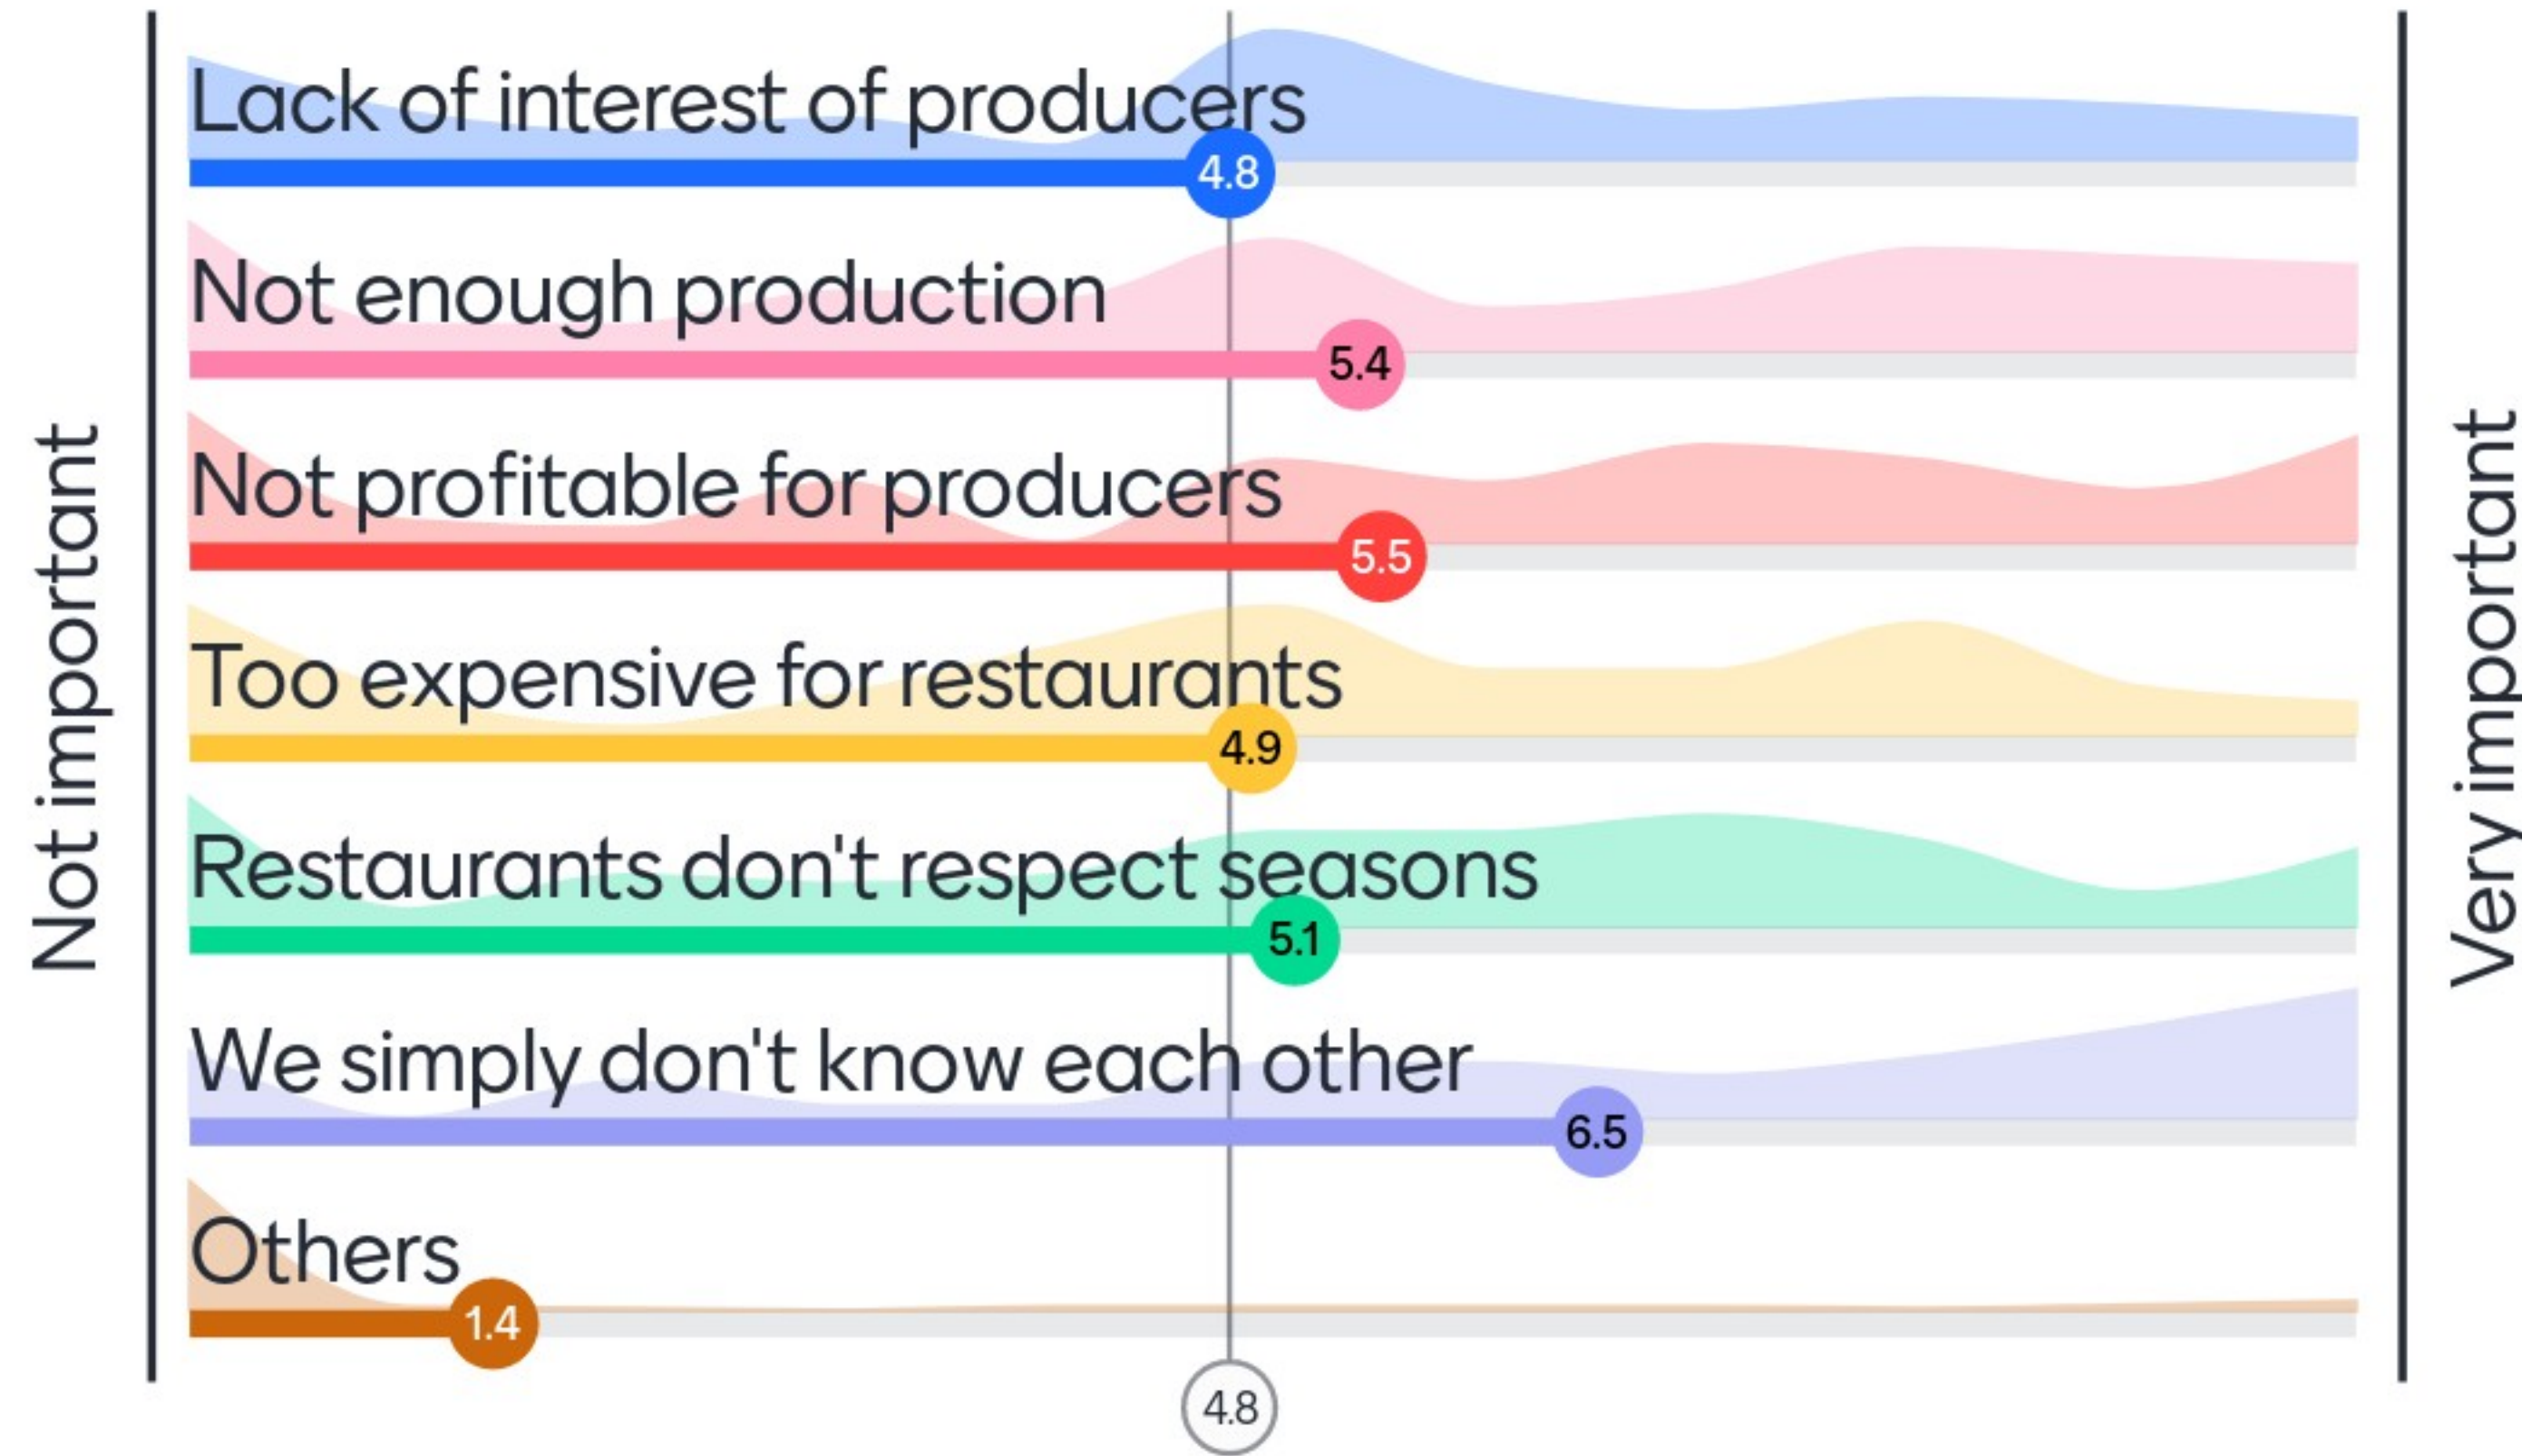 Lack of interest of producers
4.8
Not enough production
5.4
Not profitable for producers
5.5
Too expensive for restaurants
4.9
Restaurants don't respect seasons
5.1
We simply don't know each other
6.5
Others
1.4
4.8
Not important
Very important